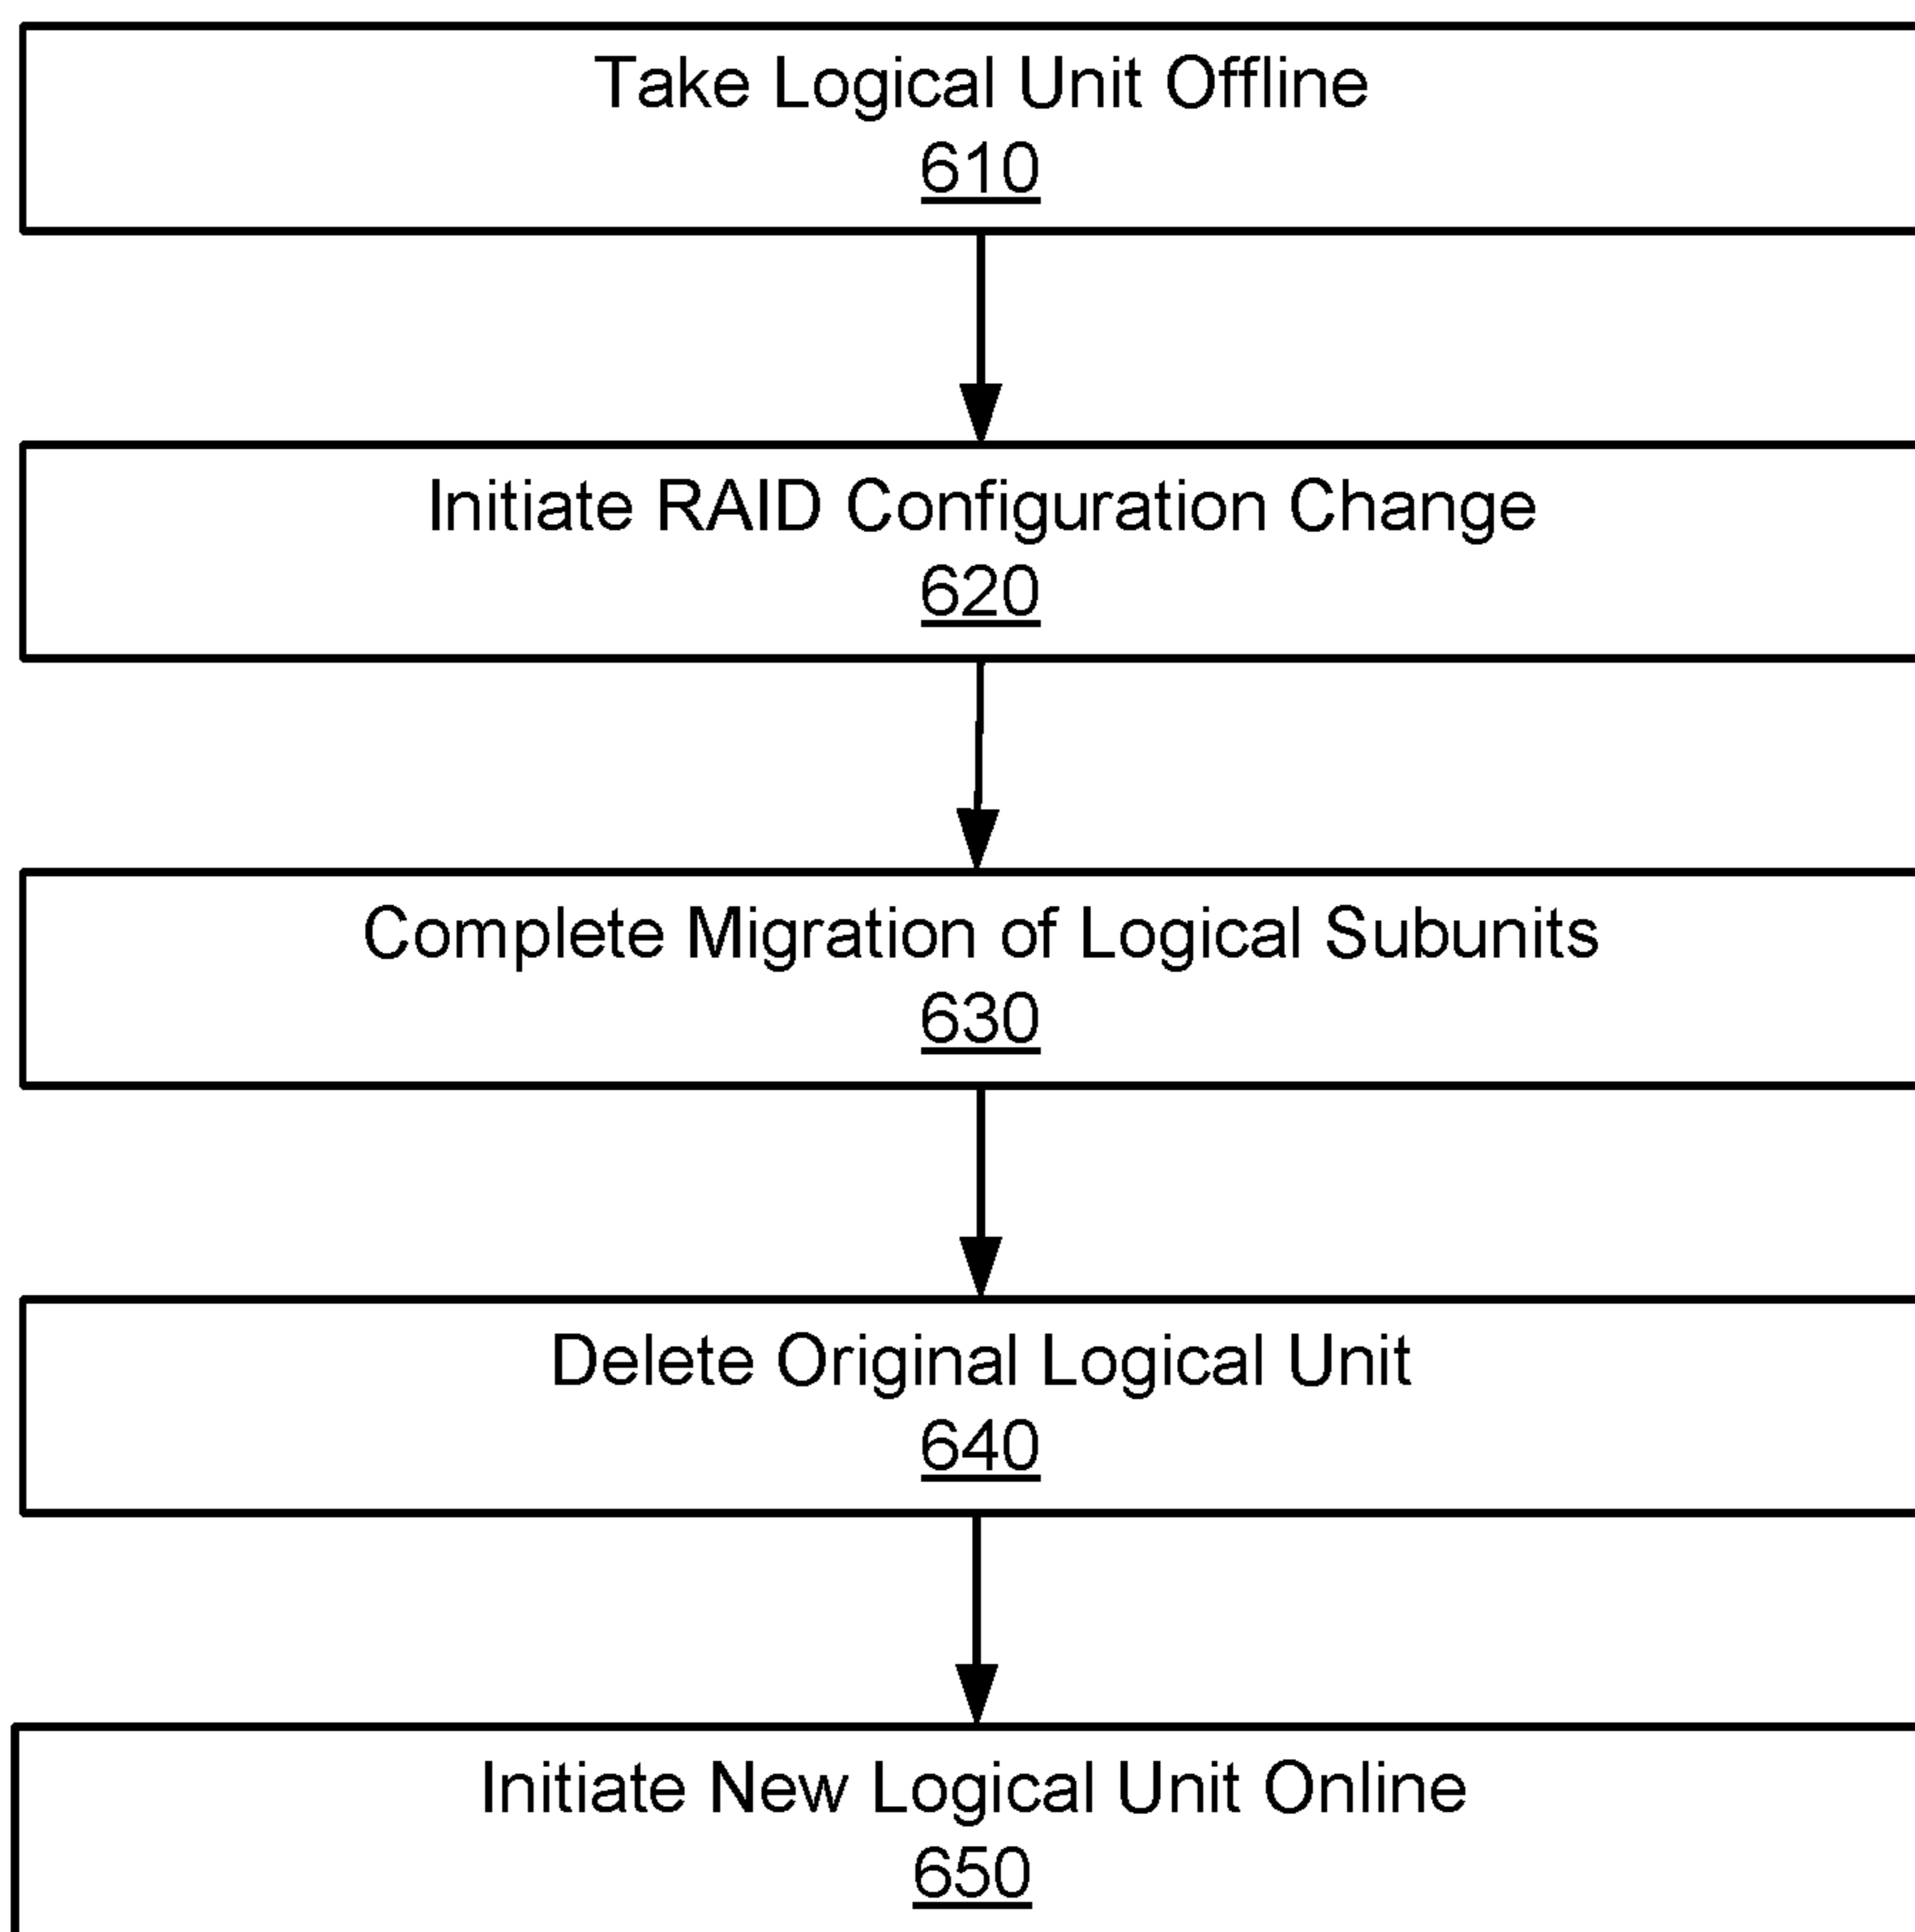 Take Logical Unit Offline
610
Initiate RAID Configuration Change
620
Complete Migration of Logical Subunits
630
Delete Original Logical Unit
640
Initiate New Logical Unit Online
650